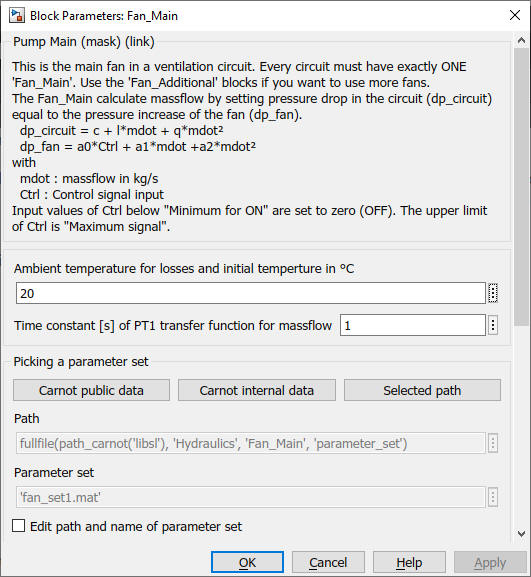 Block Parameters: Fan_Main
Pump Main (mask) (link)
This is the main fan in a ventilation circuit. Every circuit must have exactly ONE
'Fan_Main'. Use the 'Fan_Additional' blocks if you want to use more fans.
The Fan_Main calculate massflow by setting pressure drop in the circuit (dp_circuit)
equal to the pressure increase of the fan (dp_fan).
dp_circuit = c + l*mdot + q*mdot²
dp_fan = a0*Ctrl + a1*mdot +a2*mdot²
with
mdot : massflow in kg/s
Ctrl : Control signal input
Input values of Ctrl below "Minimum for ON" are set to zero (OFF). The upper limit
of Ctrl is "Maximum signal".
Ambient temperature for losses and initial temperture in °C
20
Time constant [s] of PT1 transfer function for massflow 1
Picking a parameter set
Carnot public data Carnot internal data Selected path
Path
fullfile(path_carnot('libsl'), 'Hydraulics', 'Fan_Main', 'parameter_set')
Parameter set
'fan_set1.mat'
Edit path and name of parameter set
OK Cancel Help Apply